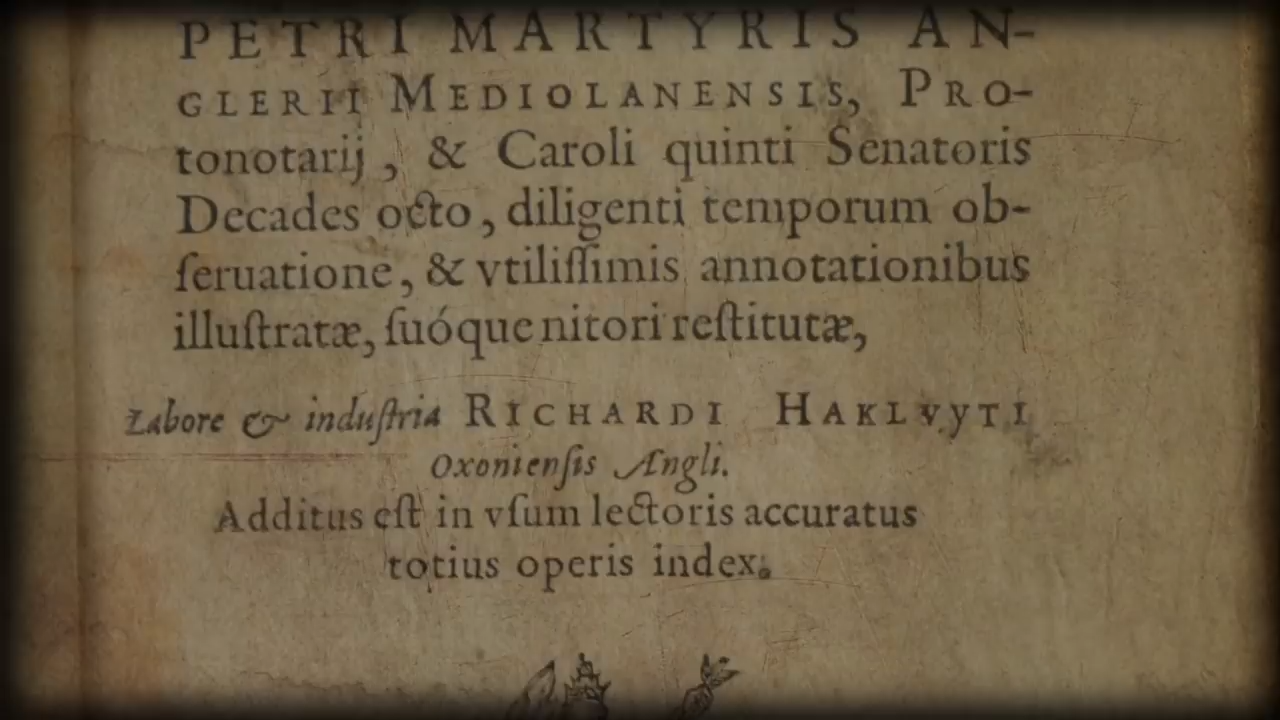 PETRI MARTYRIS AN-
GLERII MEDIOLANENSIS, PRO-
tonotarij, & Caroli quinti Senatoris
Decades octo, diligenti temporum ob-
ſeruatione, & vtiliſſimis annotationibus
illuſtratæ, ſuóque nitori reſtitutæ,
Labore & induſtria RICHARDI HAKLVYTI
Oxonienſis Angli.
Additus eſt in vſum lectoris accuratus
totius operis index.